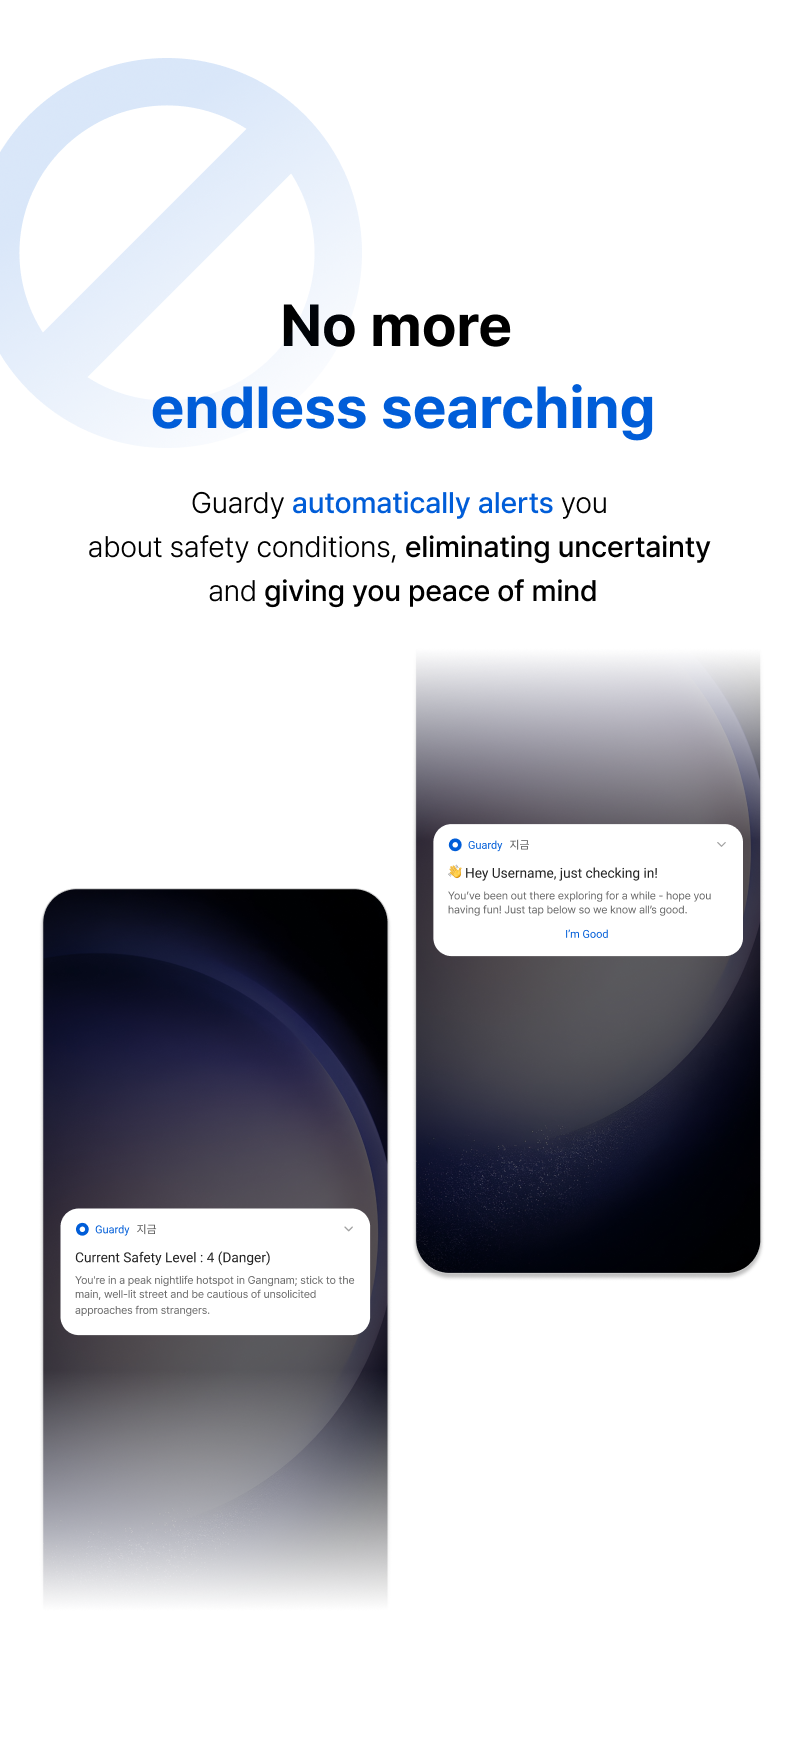 No more
endless searching
Guardy automatically alerts you
about safety conditions, eliminating uncertainty
and giving you peace of mind
Guardy 지금
👋 Hey Username, just checking in!
You've been out there exploring for a while - hope you
having fun! Just tap below so we know all's good.
I'm Good
Guardy 지금
Current Safety Level : 4 (Danger)
You're in a peak nightlife hotspot in Gangnam; stick to the
main, well-lit street and be cautious of unsolicited
approaches from strangers.